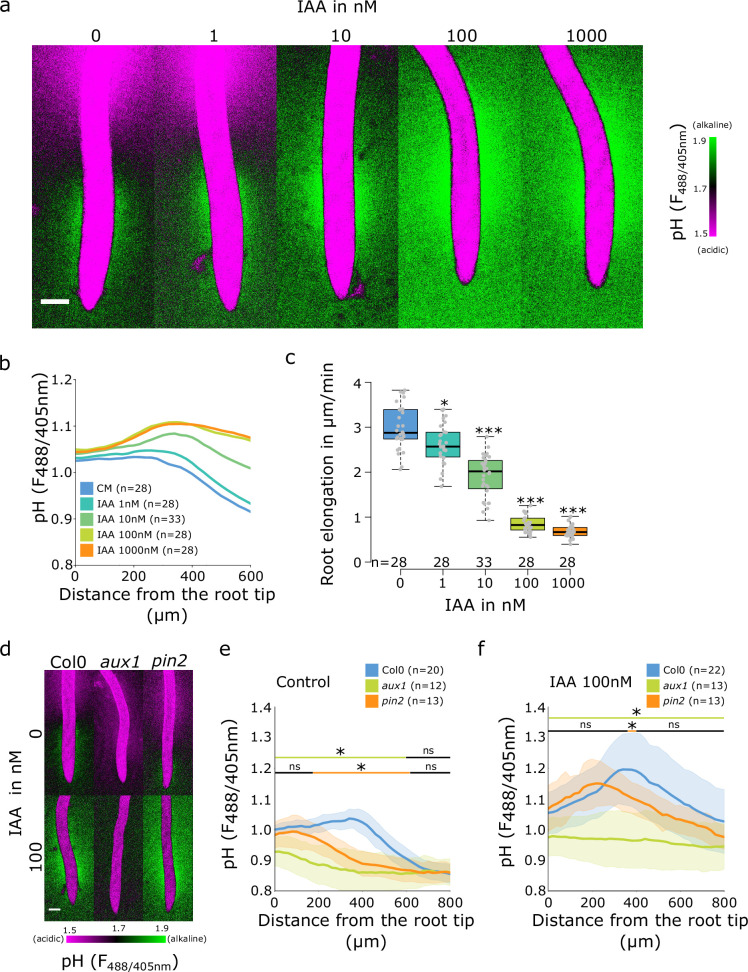 a
IAA in nM
0 1 10 100 1000
(alkaline)
1.9
1.7
1.5
(acidic)
pH (F488/405nm)
b
pH (F488/405nm)
1.2
1.1
1.0
0.9
0.8
CM (n=28)
IAA 1nM (n=28)
IAA 10nM (n=33)
IAA 100nM (n=28)
IAA 1000nM (n=28)
0 200 400 600
Distance from the root tip
(µm)
c
Root elongation in µm/min
4
3
2
1
0
* *** *** ***
n=28 28 33 28 28
0 1 10 100 1000
IAA in nM
d
Col0 aux1 pin2
IAA in nM
0
100
1.5 1.7 1.9
(acidic) (alkaline)
pH (F488/405nm)
e
Control
Col0 (n=20)
aux1 (n=12)
pin2 (n=13)
pH (F488/405nm)
1.4
1.3
1.2
1.1
1.0
0.9
0.8
* ns
ns * ns
0 200 400 600 800
Distance from the root tip
(µm)
f
IAA 100nM
Col0 (n=22)
aux1 (n=13)
pin2 (n=13)
pH (F488/405nm)
1.4
1.3
1.2
1.1
1.0
0.9
0.8
*
ns * ns
0 200 400 600 800
Distance from the root tip
(µm)